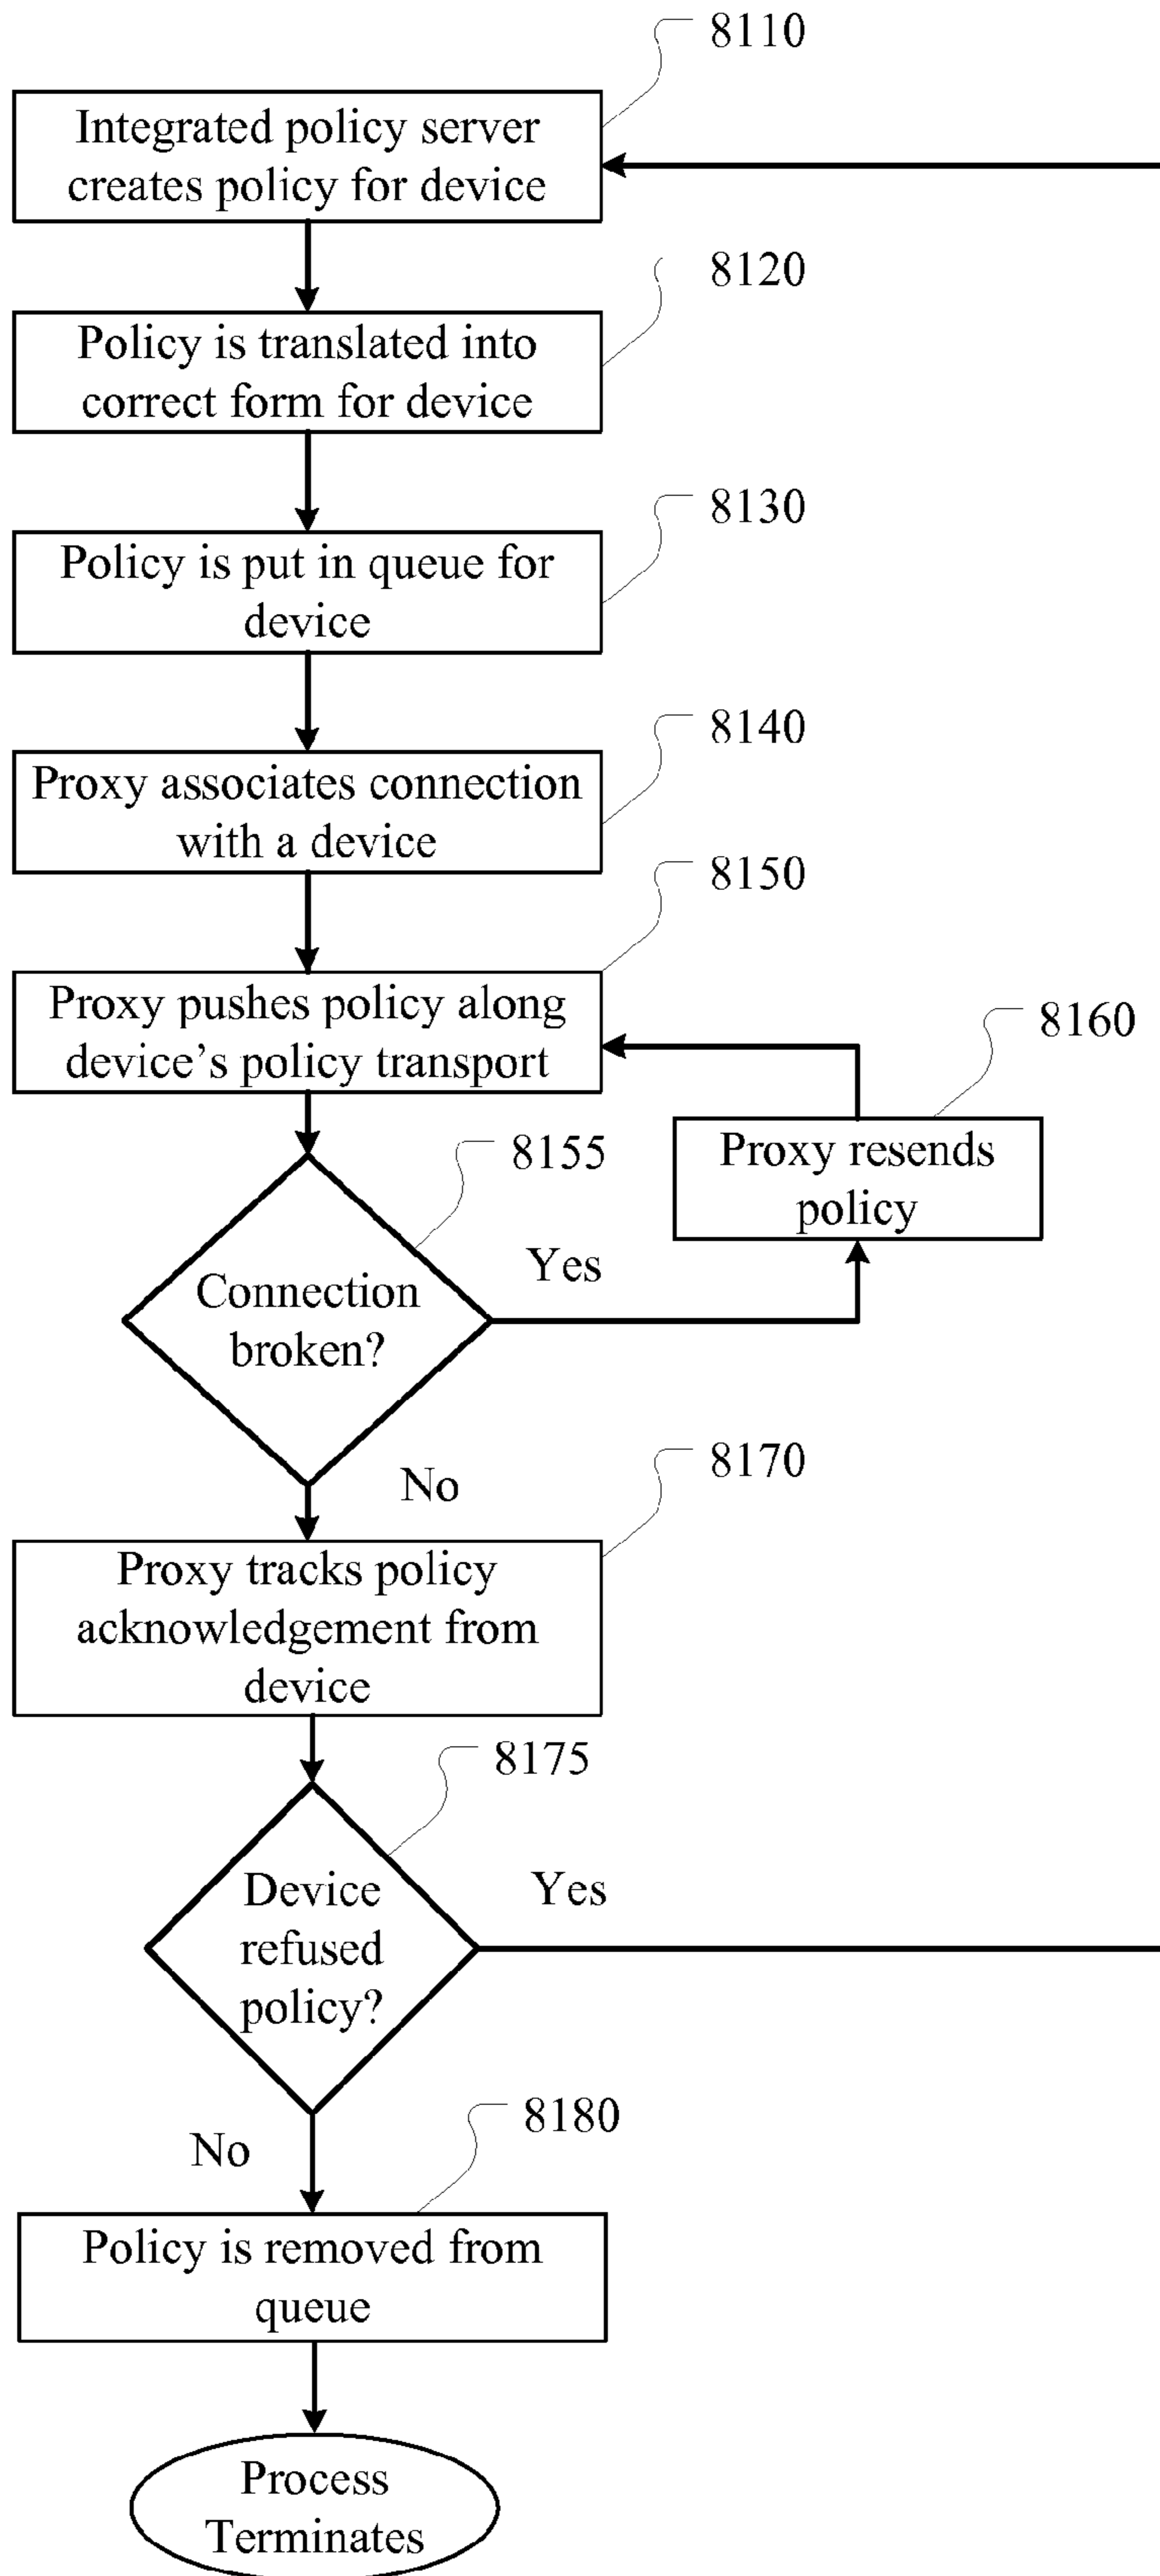 8110
Integrated policy server
creates policy for device
8120
Policy is translated into
correct form for device
8130
Policy is put in queue for
device
8140
Proxy associates connection
with a device
8150
Proxy pushes policy along
device's policy transport
8160
Proxy resends
policy
8155
Yes
Connection
broken?
No
8170
Proxy tracks policy
acknowledgement from
device
8175
Yes
Device
refused
policy?
No
8180
Policy is removed from
queue
Process
Terminates